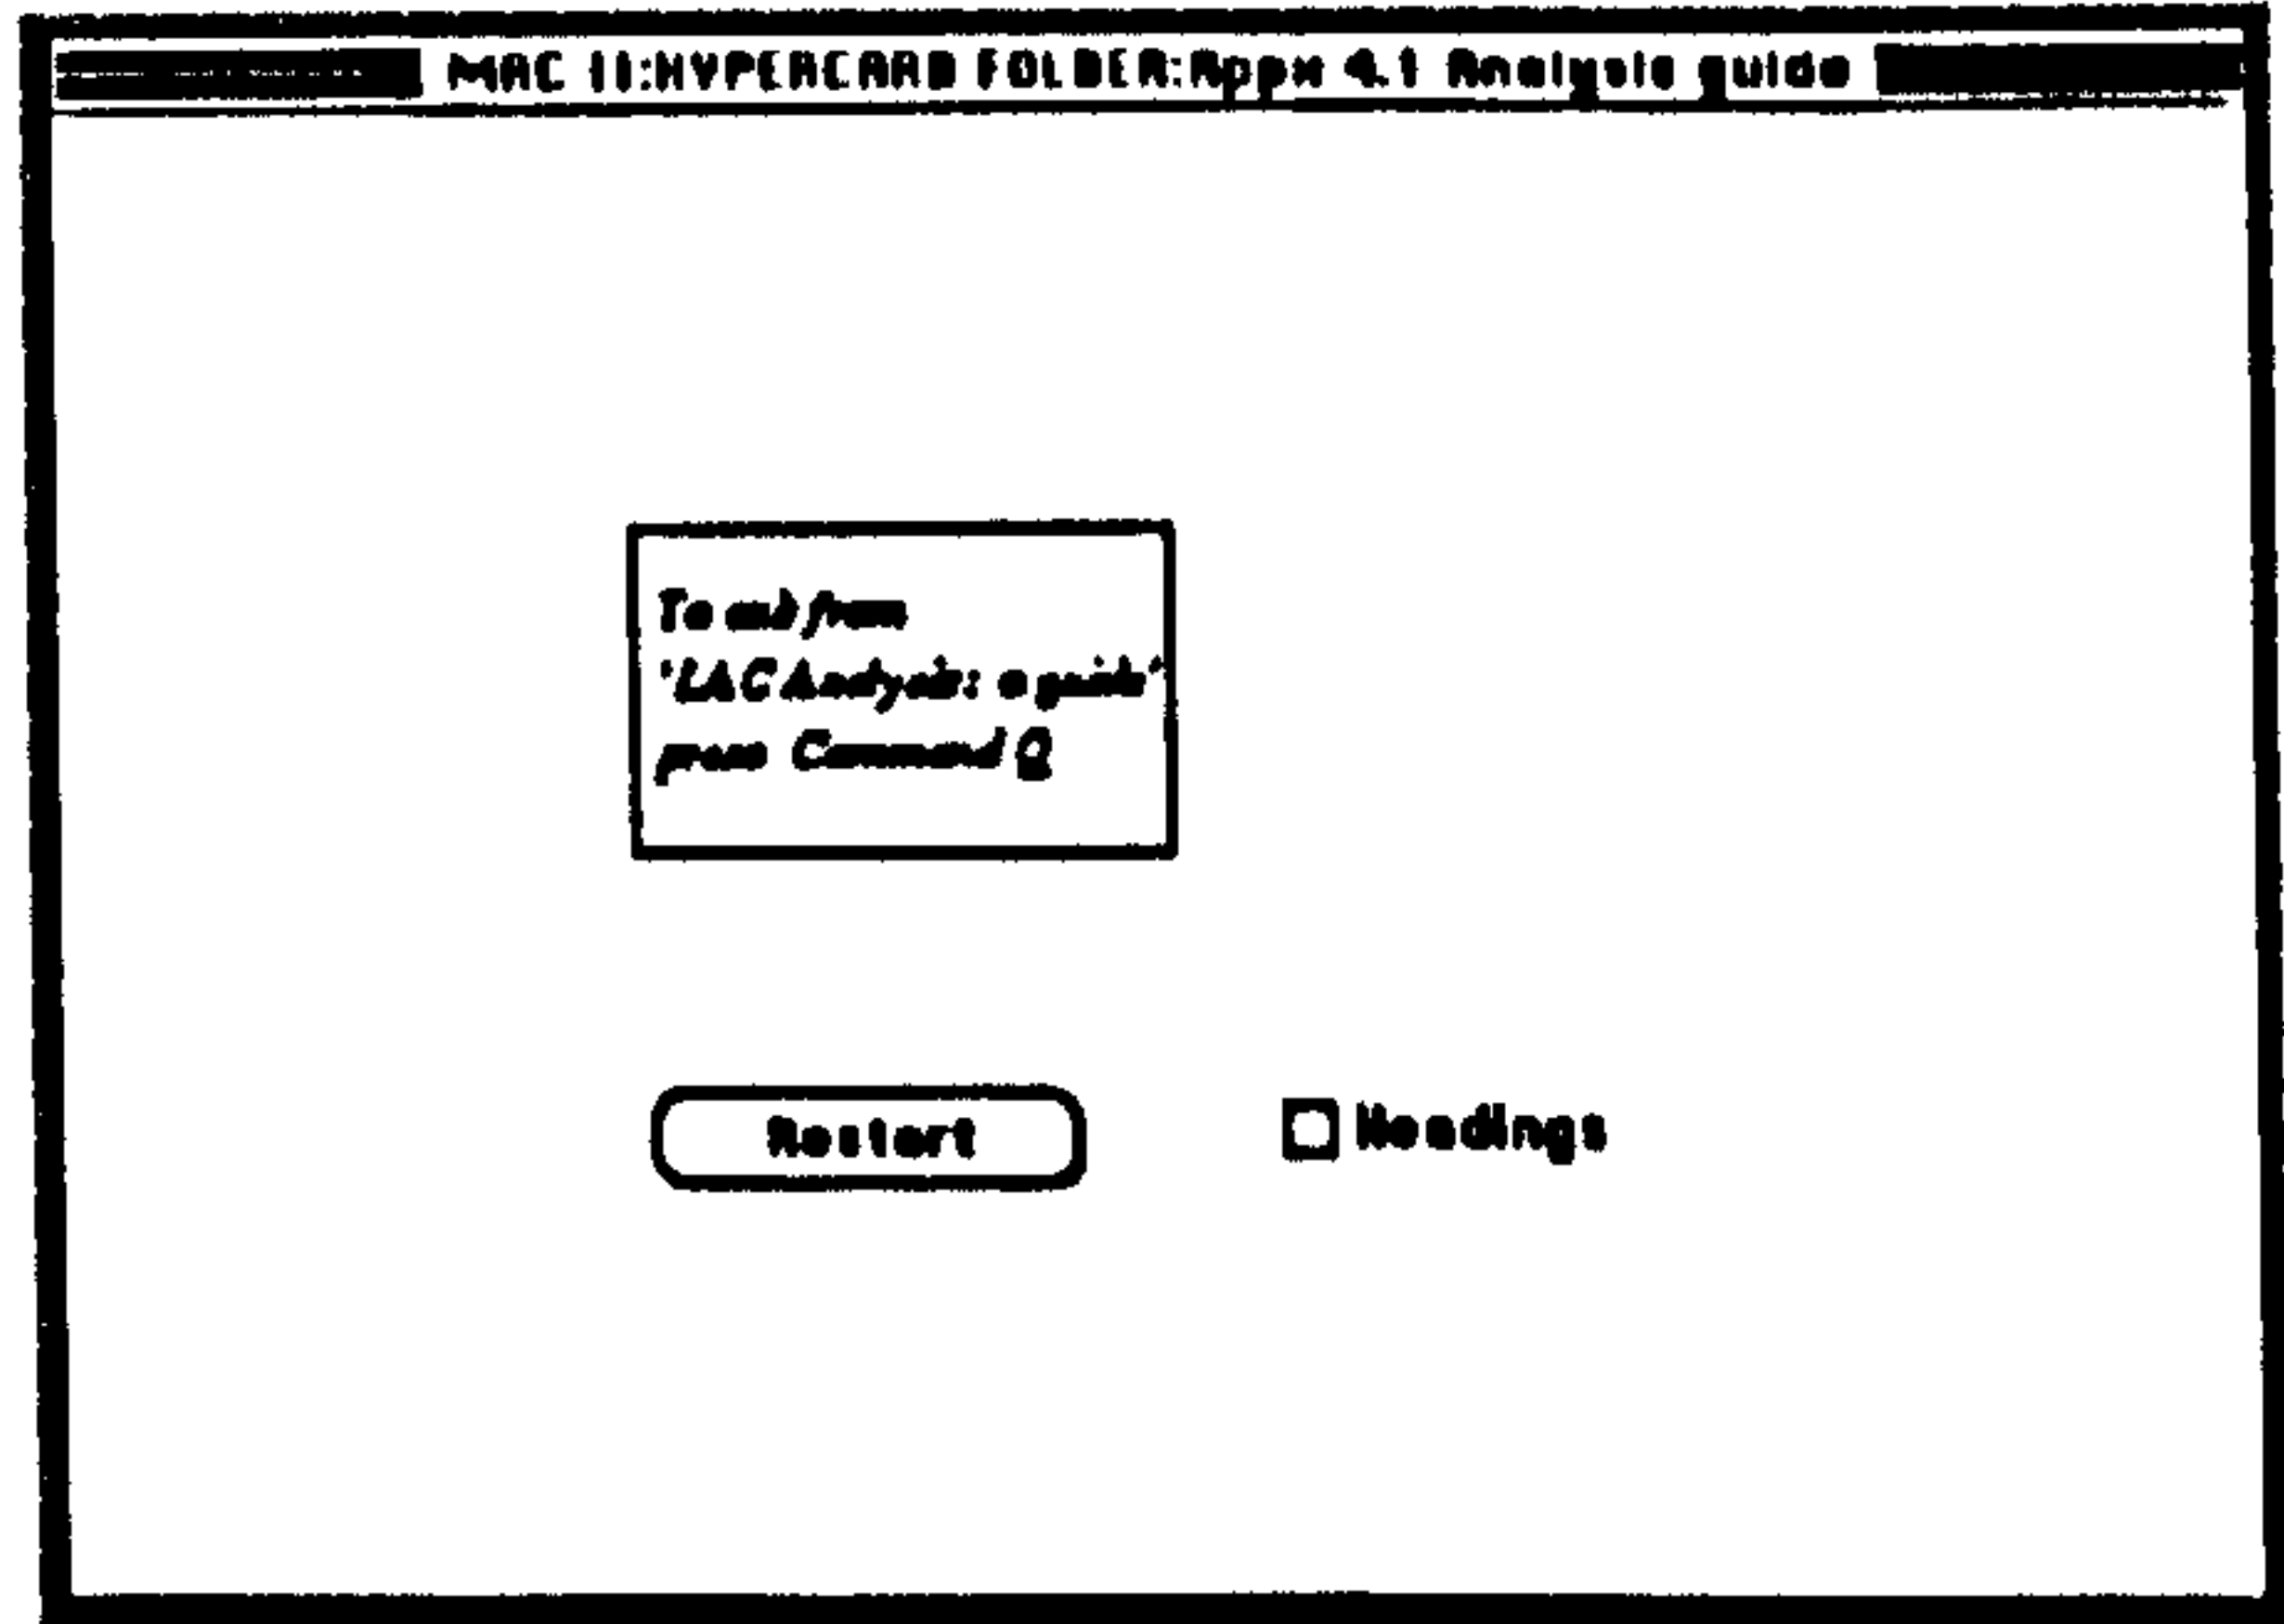 MAC II:HYPERCARD FOLDER:Appx 4.1 Analysis guide
To exit from
"LAC Analysis: a guide"
press Command Q
Restart
Headings